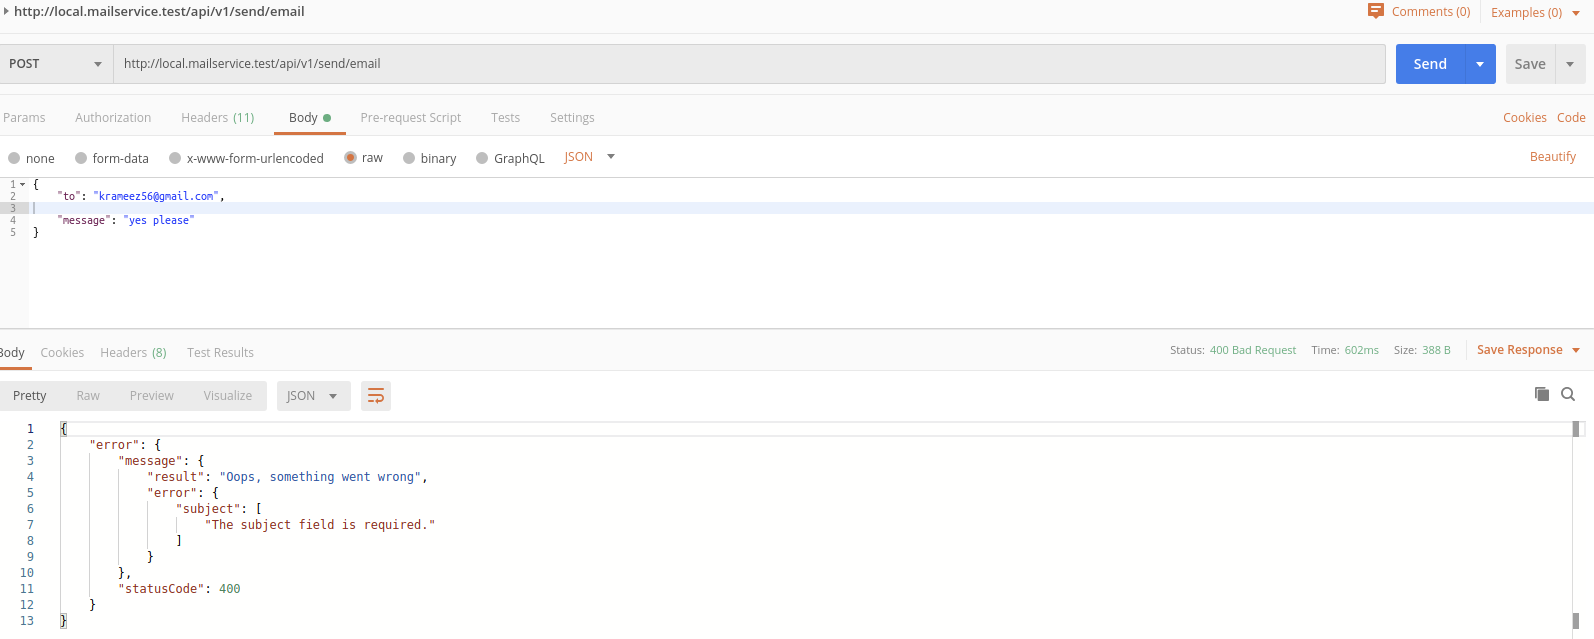 http://local.mailservice.test/api/v1/send/email Comments (0) Examples (0)
POST http://local.mailservice.test/api/v1/send/email Send Save
Params Authorization Headers (11) Body Pre-request Script Tests Settings Cookies Code
none form-data x-www-form-urlencoded raw binary GraphQL JSON Beautify
1 {
2 "to": "krameez56@gmail.com",
3
4 "message": "yes please"
5 }
Body Cookies Headers (8) Test Results Status: 400 Bad Request Time: 602ms Size: 388 B Save Response
Pretty Raw Preview Visualize JSON
1 {
2 "error": {
3 "message": {
4 "result": "Oops, something went wrong",
5 "error": {
6 "subject": [
7 "The subject field is required."
8 ]
9 }
10 },
11 "statusCode": 400
12 }
13 }